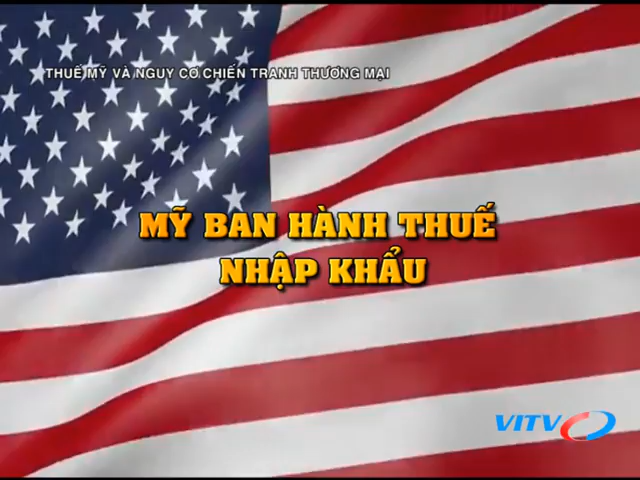 THUẾ MỸ VÀ NGUY CƠ CHIẾN TRANH THƯƠNG MẠI
MỸ BAN HÀNH THUẾ
NHẬP KHẨU
VITV